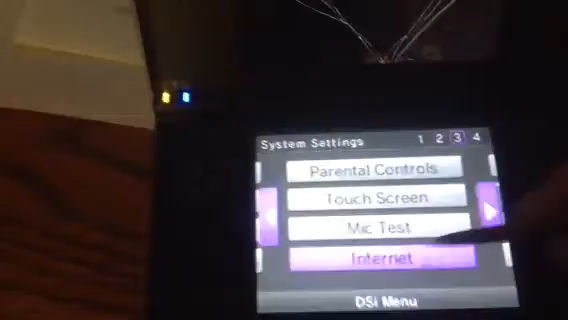 System Settings 1 2 3 4
Parental Controls
Touch Screen
Mic Test
Internet
DSi Menu